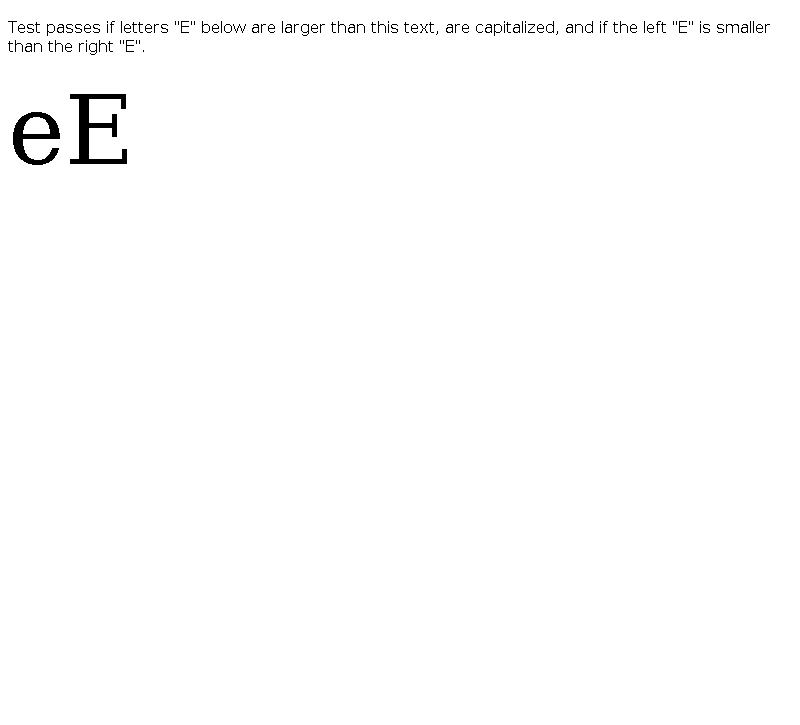 Test passes if letters "E" below are larger than this text, are capitalized, and if the left "E" is smaller
than the right "E".
eE